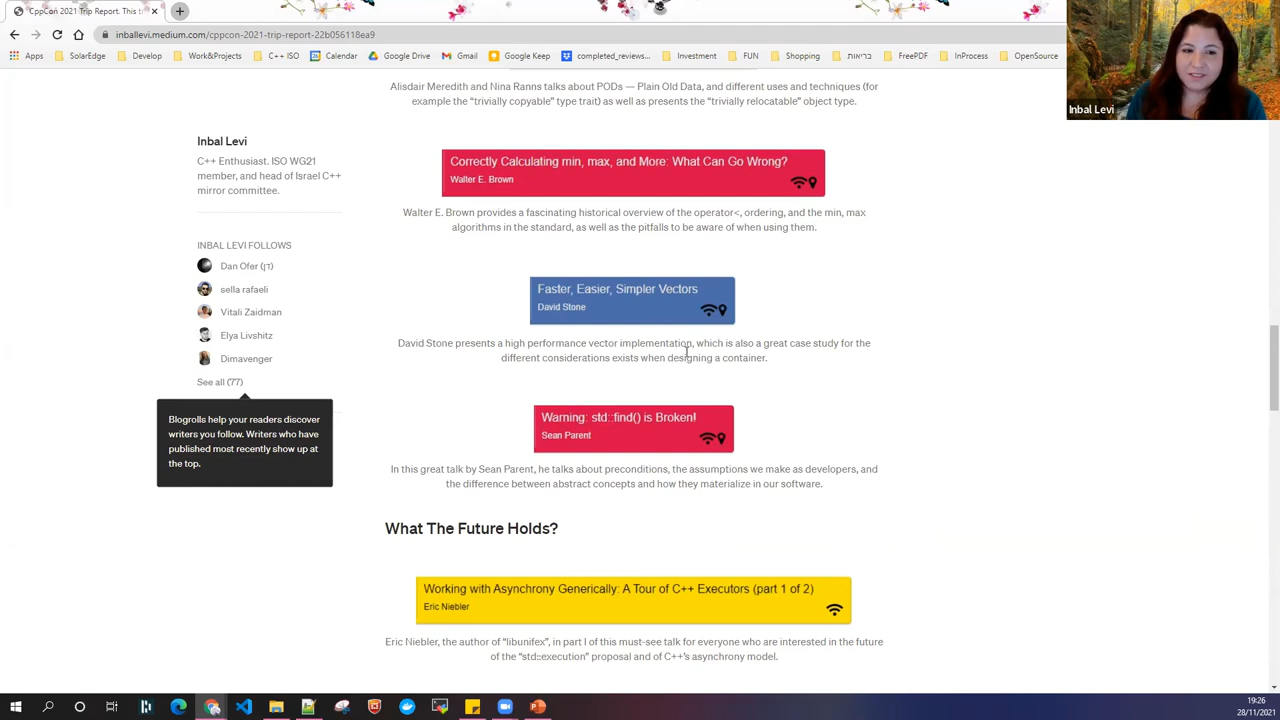 CppCon 2021 Trip Report. This t
inballevi.medium.com/cppcon-2021-trip-report-22b056118ea9
Apps
SolarEdge
Develop
Work&Projects
C++ ISO
Calendar
Google Drive
Gmail
Google Keep
completed_reviews...
Investment
FUN
Shopping
בריאות
FreePDF
InProcess
OpenSource
Inbal Levi
Alisdair Meredith and Nina Ranns talks about PODs — Plain Old Data, and different uses and techniques (for
example the “trivially copyable” type trait) as well as presents the “trivially relocatable” object type.
Inbal Levi
C++ Enthusiast. ISO WG21
member, and head of Israel C++
mirror committee.
INBAL LEVI FOLLOWS
Dan Ofer (דן)
sella rafaeli
Vitali Zaidman
Elya Livshitz
Dimavenger
See all (77)
Blogrolls help your readers discover
writers you follow. Writers who have
published most recently show up at
the top.
Correctly Calculating min, max, and More: What Can Go Wrong?
Walter E. Brown
Walter E. Brown provides a fascinating historical overview of the operator<, ordering, and the min, max
algorithms in the standard, as well as the pitfalls to be aware of when using them.
Faster, Easier, Simpler Vectors
David Stone
David Stone presents a high performance vector implementation, which is also a great case study for the
different considerations exists when designing a container.
Warning: std::find() is Broken!
Sean Parent
In this great talk by Sean Parent, he talks about preconditions, the assumptions we make as developers, and
the difference between abstract concepts and how they materialize in our software.
What The Future Holds?
Working with Asynchrony Generically: A Tour of C++ Executors (part 1 of 2)
Eric Niebler
Eric Niebler, the author of “libunifex”, in part I of this must-see talk for everyone who are interested in the future
of the “std::execution” proposal and of C++’s asynchrony model.
19:26
28/11/2021